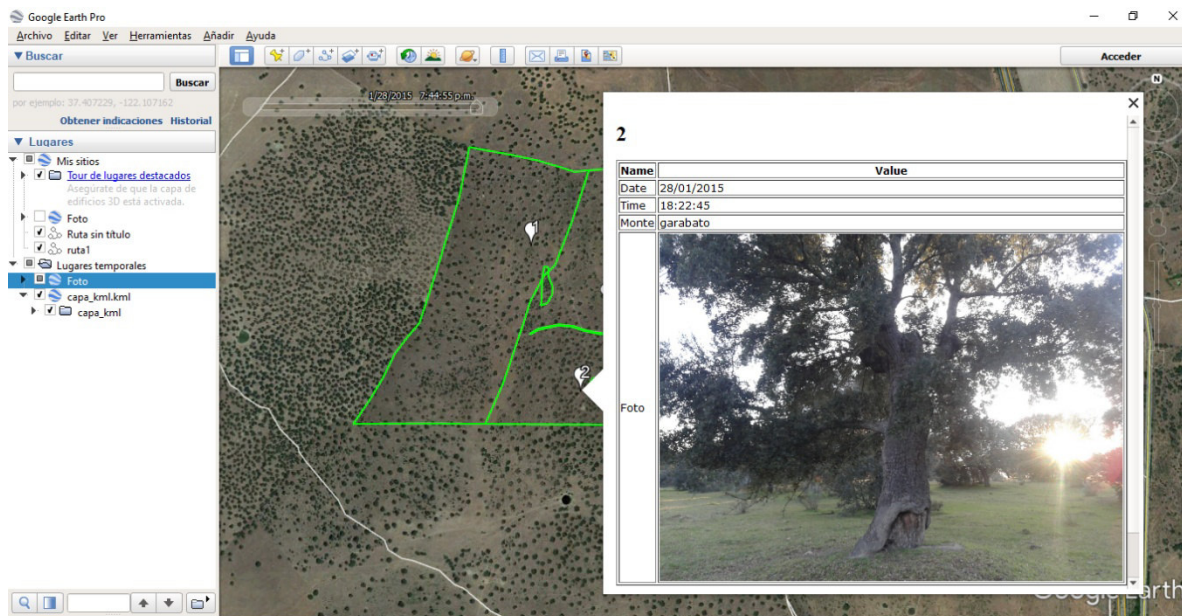 Google Earth Pro
Archivo Editar Ver Herramientas Añadir Ayuda
▼ Buscar
Buscar
por ejemplo: 37.407229, -122.107162
Obtener indicaciones Historial
▼ Lugares
Mis sitios
Tour de lugares destacados
Asegúrate de que la capa de
edificios 3D está activada.
Foto
Ruta sin título
ruta1
Lugares temporales
Foto
capa_kml.kml
capa_kml
Acceder
1/28/2015 7:44:55 p.m.
N
1
2
2
Name Value
Date 28/01/2015
Time 18:22:45
Monte garabato
Foto
Google Earth